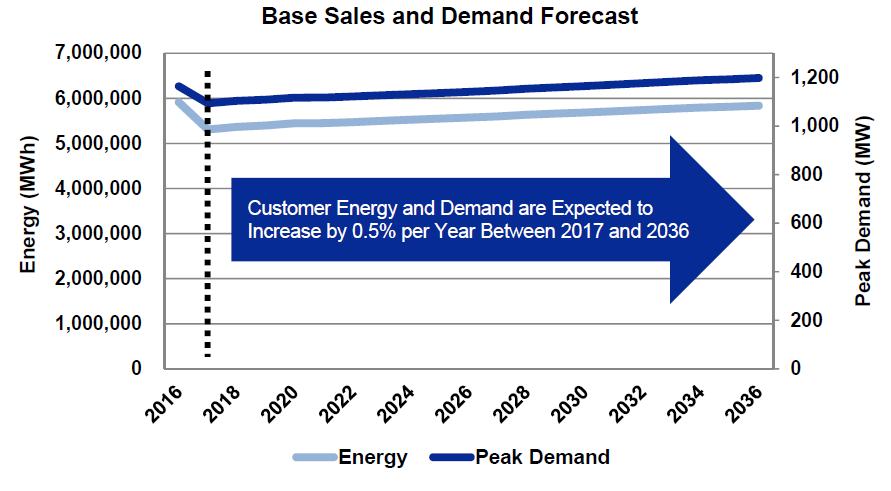 Base Sales and Demand Forecast
7,000,000
6,000,000
5,000,000
4,000,000
3,000,000
2,000,000
1,000,000
0
Energy (MWh)
1,200
1,000
800
600
400
200
0
Peak Demand (MW)
Customer Energy and Demand are Expected to
Increase by 0.5% per Year Between 2017 and 2036
2016 2018 2020 2022 2024 2026 2028 2030 2032 2034 2036
Energy Peak Demand